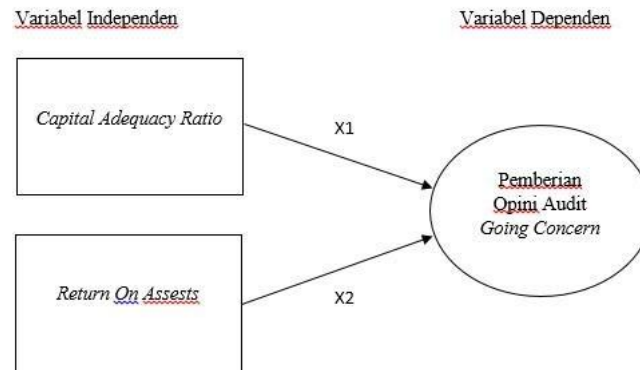 Variabel Independen
Variabel Dependen
Capital Adequacy Ratio
X1
Pemberian
Opini Audit
Going Concern
Return On Assests
X2